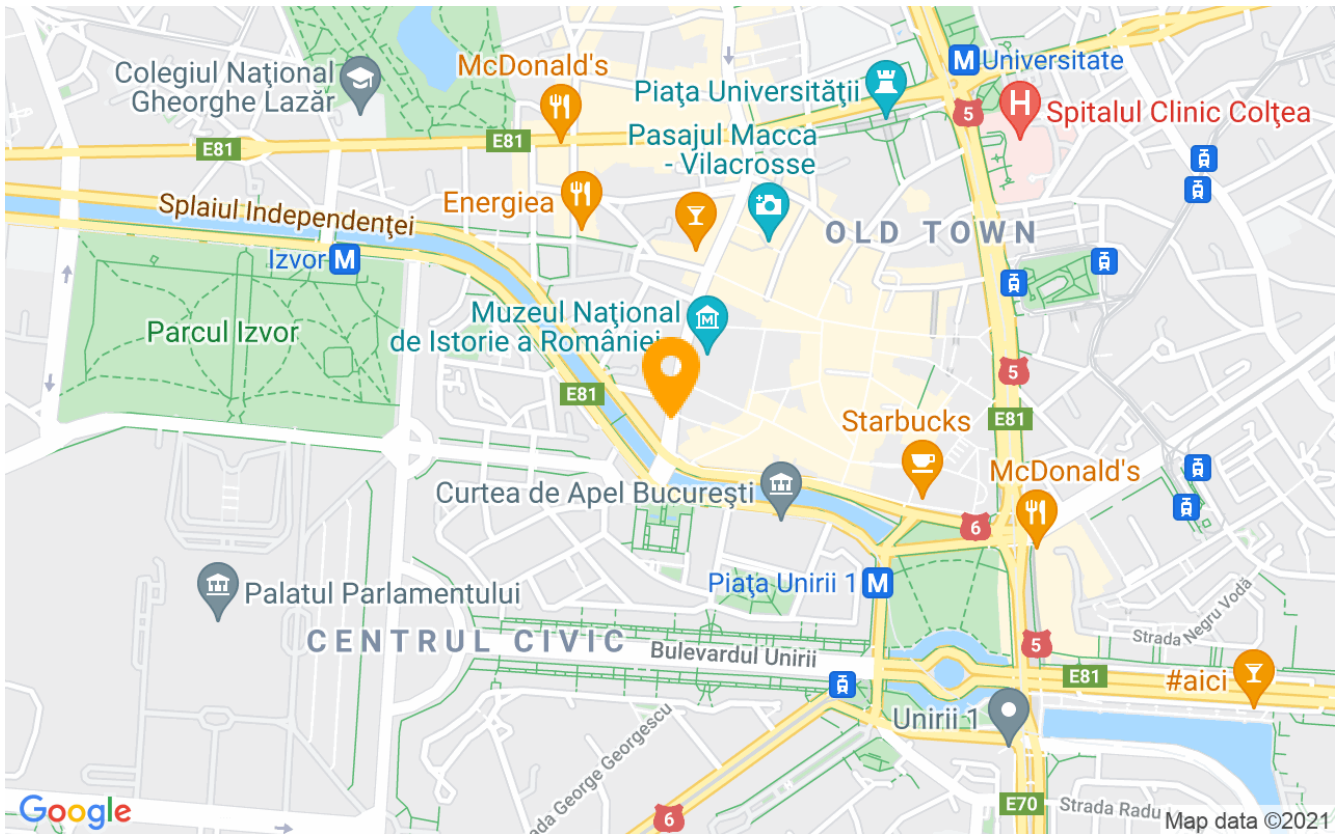 Universitate
Colegiul Naţional
Gheorghe Lazăr
McDonald's
Piaţa Universităţii
5
H
Spitalul Clinic Colţea
E81
E81
Pasajul Macca
- Vilacrosse
Energiea
Splaiul Independenţei
OLD TOWN
Izvor
Parcul Izvor
Muzeul Naţional
de Istorie a României
5
E81
E81
Starbucks
McDonald's
Curtea de Apel Bucureşti
6
Piaţa Unirii 1
Palatul Parlamentului
CENTRUL CIVIC
Bulevardul Unirii
5
Strada Negru Vodă
E81
#aici
Unirii 1
ada George Georgescu
6
E70
Strada Radu
Google
Map data ©2021